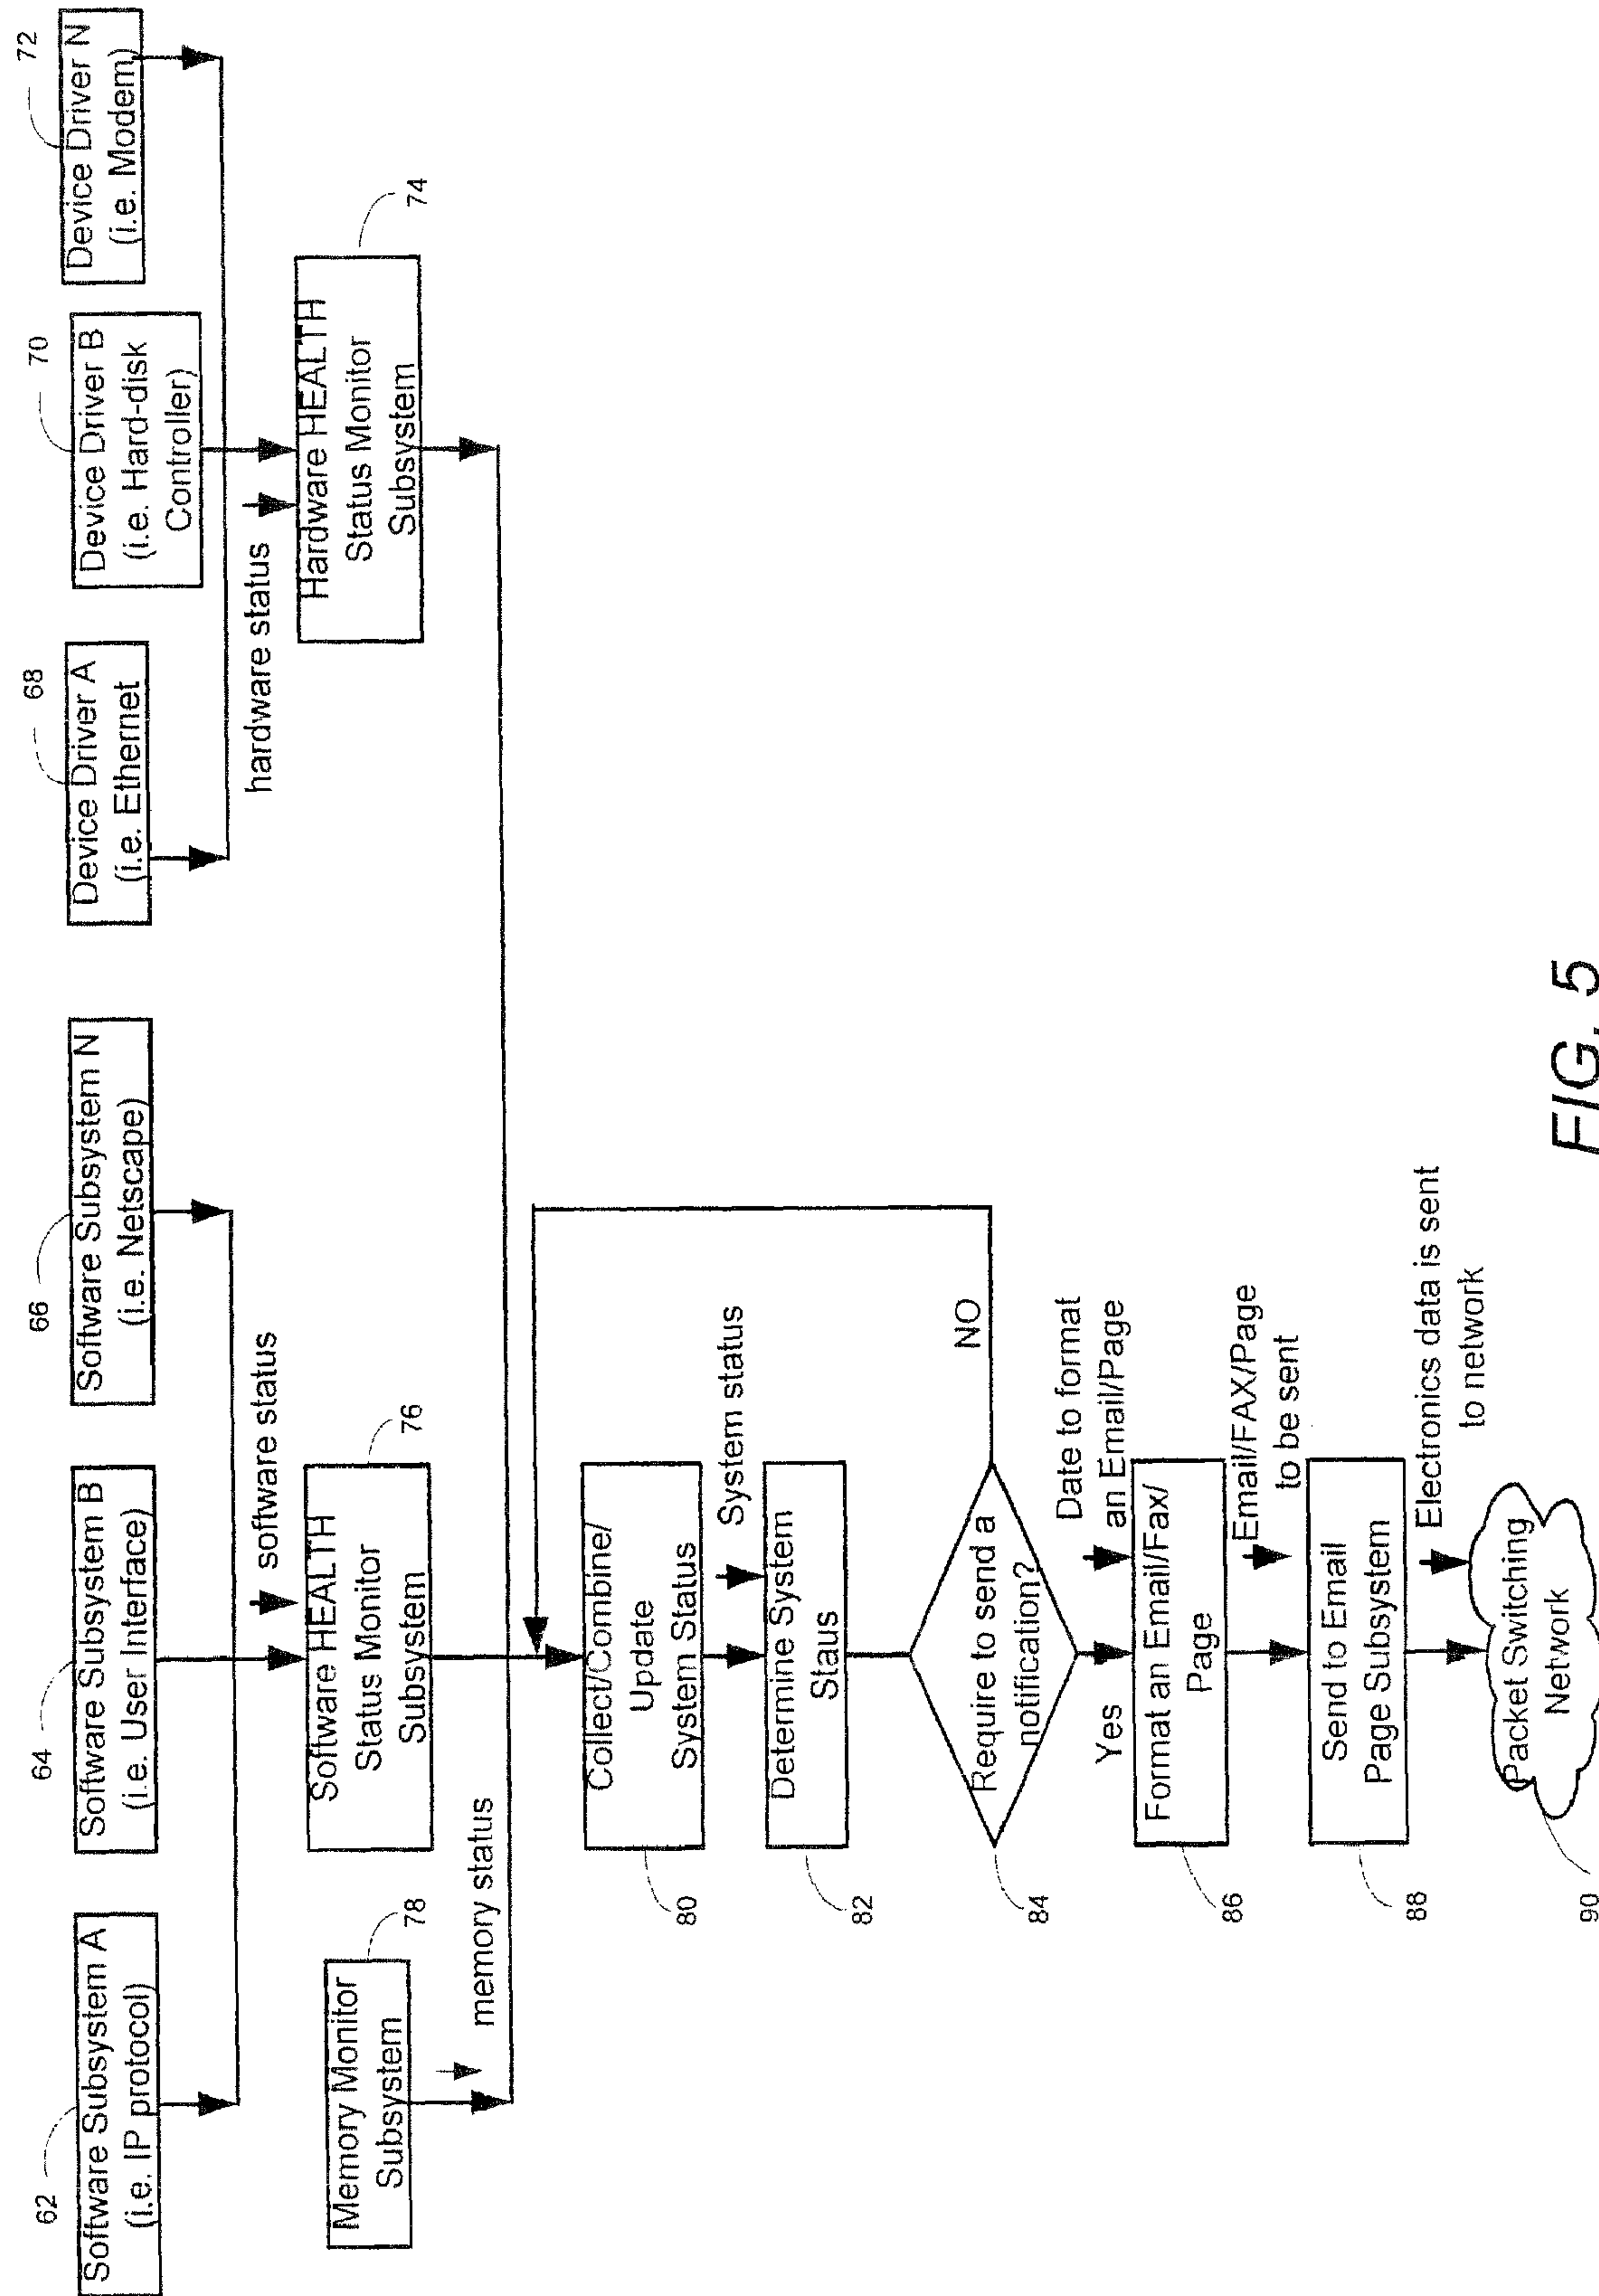 62
Software Subsystem A
(i.e. IP protocol)
64
Software Subsystem B
(i.e. User Interface)
66
Software Subsystem N
(i.e. Netscape)
68
Device Driver A
(i.e. Ethernet
70
Device Driver B
(i.e. Hard-disk
Controller)
72
Device Driver N
(i.e. Modem)
software status
hardware status
Memory Monitor
Subsystem
78
Software HEALTH
Status Monitor
Subsystem
76
Hardware HEALTH
Status Monitor
Subsystem
74
memory status
Collect/Combine/
Update
System Status
80
System status
Determine System
Status
82
Require to send a
notification?
84
NO
Yes
Date to format
an Email/Page
Format an Email/Fax/
Page
86
Email/FAX/Page
to be sent
Send to Email
Page Subsystem
88
Electronics data is sent
to network
Packet Switching
Network
90
FIG. 5